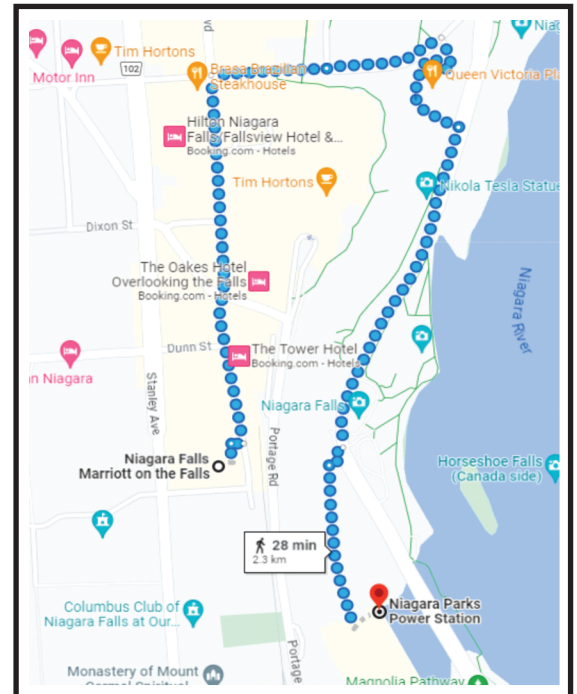 Niag
Tim Hortons
Motor Inn
102
vd
Brasa Brazilian
Steakhouse
Queen Victoria Pl
Hilton Niagara
Falls/Fallsview Hotel &...
Booking.com - Hotels
Tim Hortons
Nikola Tesla Statue
Dixon St
The Oakes Hotel
Overlooking the Falls
Booking.com - Hotels
Niagara River
Dunn St
The Tower Hotel
Booking.com - Hotels
nn Niagara
Stanley Ave
Niagara Falls
Portage Rd
Niagara Falls
Marriott on the Falls
Horseshoe Falls
(Canada side)
28 min
2.3 km
Columbus Club of
Niagara Falls at Our...
Niagara Parks
Power Station
Portage
Monastery of Mount
Carmel Spiritual
Magnolia Pathway